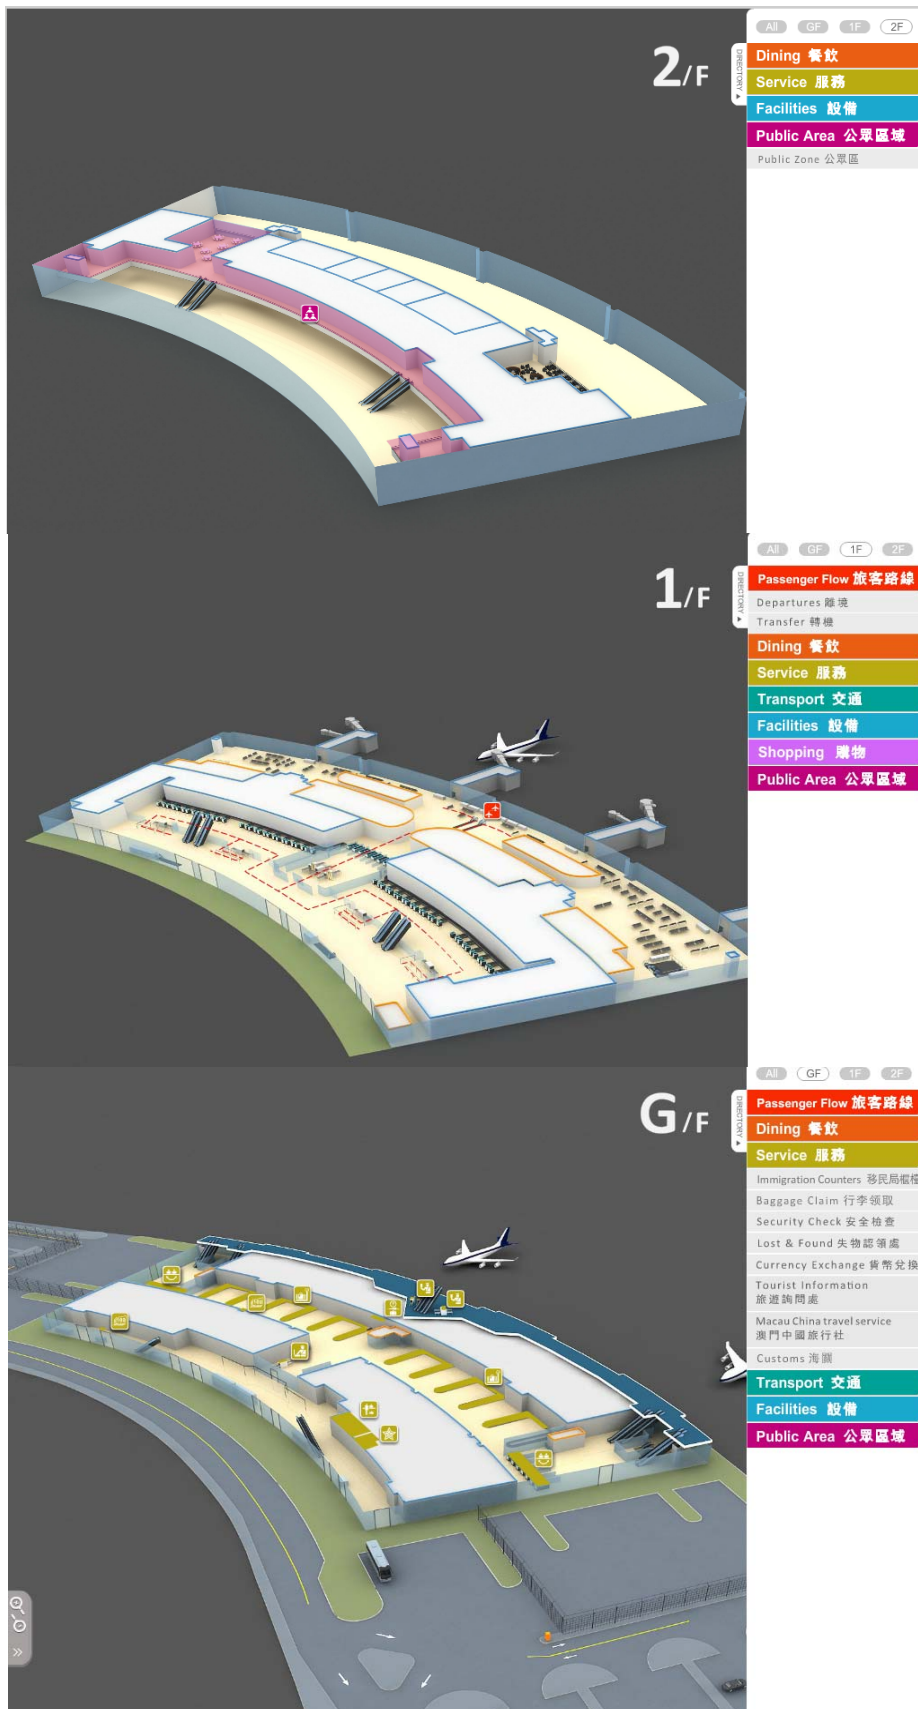 All GF 1F 2F
2/F
DIRECTORY
Dining 餐飲
Service 服務
Facilities 設備
Public Area 公眾區域
Public Zone 公眾區
All GF 1F 2F
1/F
DIRECTORY
Passenger Flow 旅客路線
Departures 離境
Transfer 轉機
Dining 餐飲
Service 服務
Transport 交通
Facilities 設備
Shopping 購物
Public Area 公眾區域
All GF 1F 2F
G/F
DIRECTORY
Passenger Flow 旅客路線
Dining 餐飲
Service 服務
Immigration Counters 移民局櫃檯
Baggage Claim 行李领取
Security Check 安全檢查
Lost & Found 失物認領處
Currency Exchange 貨幣兌換
Tourist Information
旅遊詢問處
Macau China travel service
澳門中國旅行社
Customs 海關
Transport 交通
Facilities 設備
Public Area 公眾區域